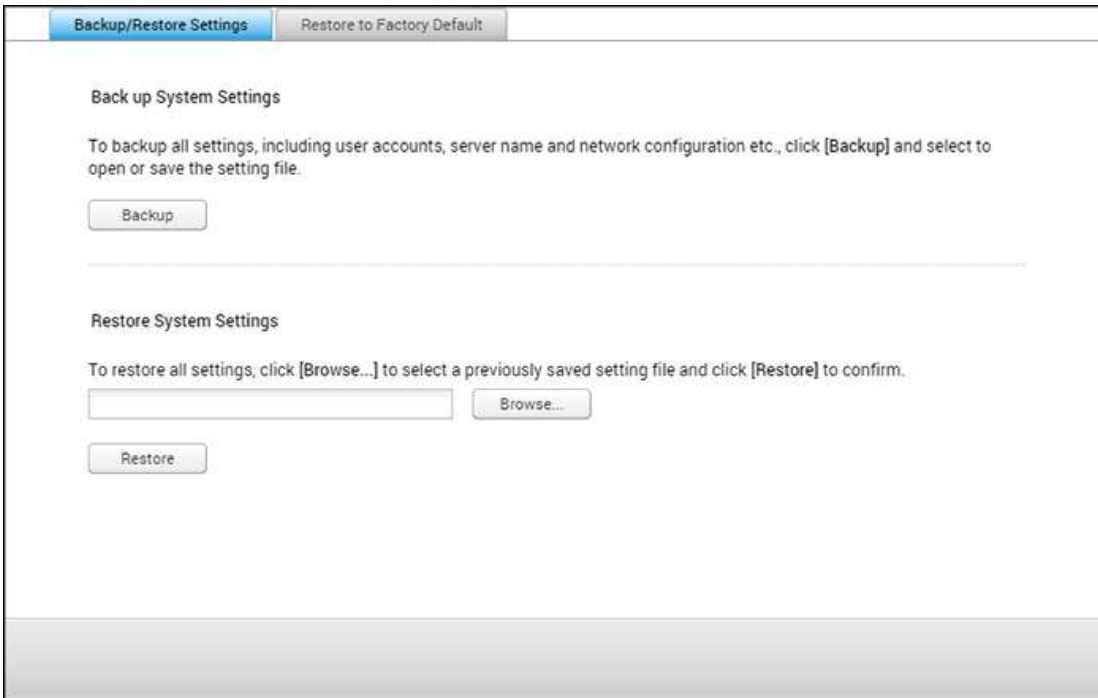 Backup/Restore Settings Restore to Factory Default
Back up System Settings
To backup all settings, including user accounts, server name and network configuration etc., click [Backup] and select to
open or save the setting file.
Backup
Restore System Settings
To restore all settings, click [Browse...] to select a previously saved setting file and click [Restore] to confirm.
Browse...
Restore